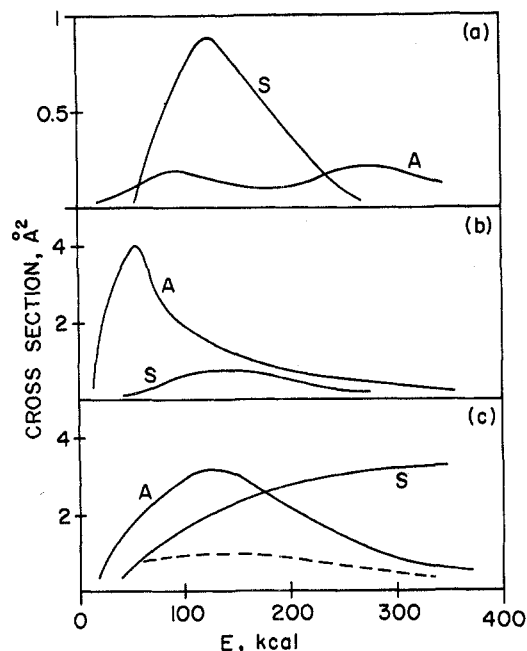 1
(a)
S
0.5
A
(b)
4
A
2
S
(c)
4
A
S
2
0 100 200 300 400
E, kcal
CROSS SECTION, Å²